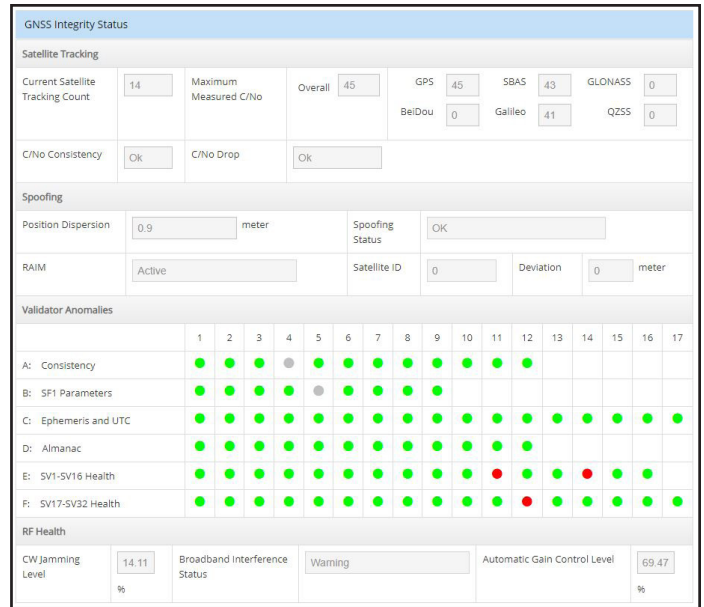 GNSS Integrity Status
Satellite Tracking
Current Satellite Tracking Count 14 Maximum Measured C/No Overall 45 GPS 45 SBAS 43 GLONASS 0
BeiDou 0 Galileo 41 QZSS 0
C/No Consistency Ok C/No Drop Ok
Spoofing
Position Dispersion 0.9 meter Spoofing Status OK
RAIM Active Satellite ID 0 Deviation 0 meter
Validator Anomalies
1 2 3 4 5 6 7 8 9 10 11 12 13 14 15 16 17
A: Consistency
B: SF1 Parameters
C: Ephemeris and UTC
D: Almanac
E: SV1-SV16 Health
F: SV17-SV32 Health
RF Health
CW Jamming Level 14.11 % Broadband Interference Status Warning Automatic Gain Control Level 69.47 %